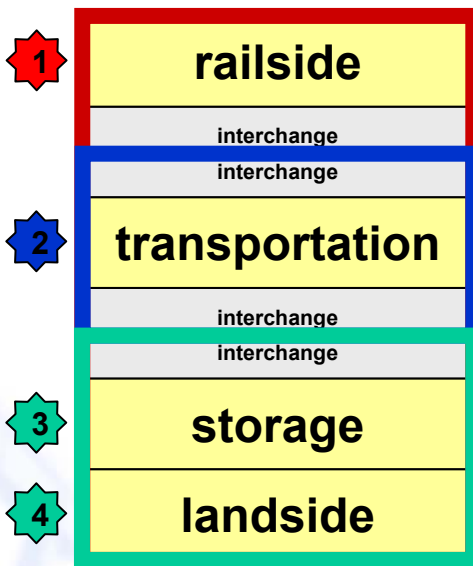 1
railside
interchange
interchange
2
transportation
interchange
interchange
3
storage
4
landside